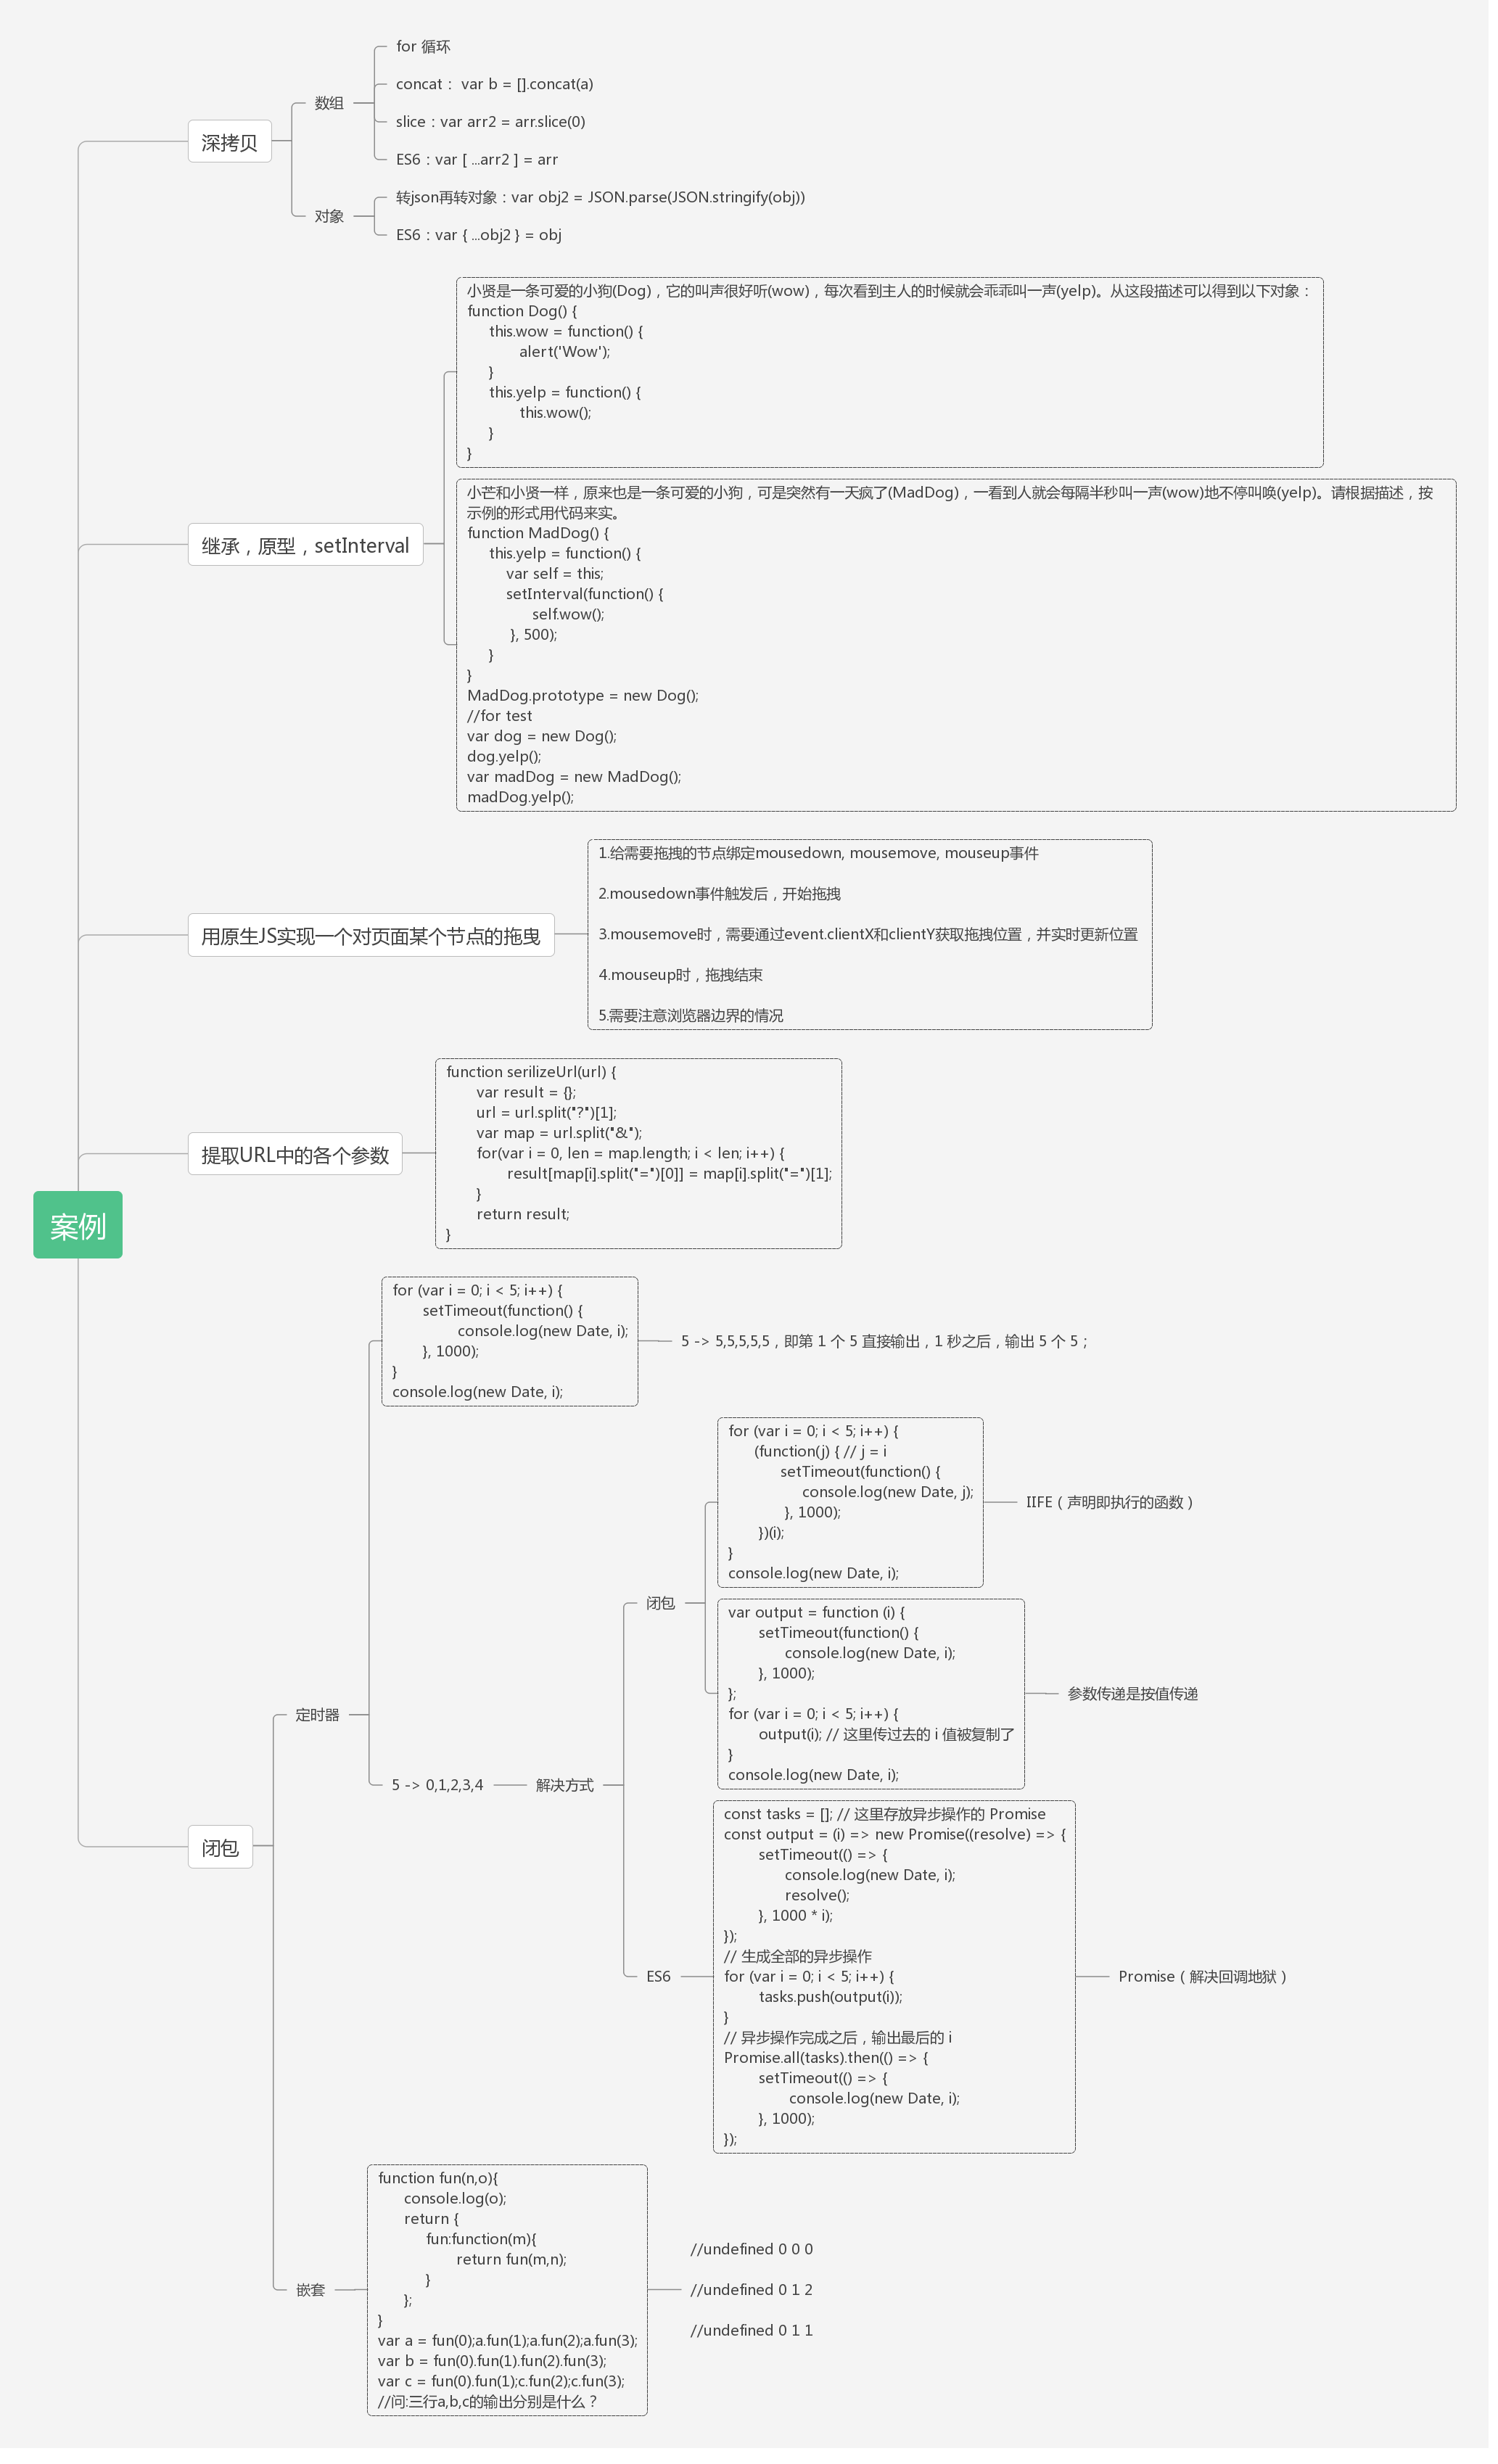 案例
深拷贝
数组
for 循环
concat： var b = [].concat(a)
slice：var arr2 = arr.slice(0)
ES6：var [ ...arr2 ] = arr
对象
转json再转对象：var obj2 = JSON.parse(JSON.stringify(obj))
ES6：var { ...obj2 } = obj
继承，原型，setInterval
小贤是一条可爱的小狗(Dog)，它的叫声很好听(wow)，每次看到主人的时候就会乖乖叫一声(yelp)。从这段描述可以得到以下对象：
function Dog() {
this.wow = function() {
alert('Wow');
}
this.yelp = function() {
this.wow();
}
}
小芒和小贤一样，原来也是一条可爱的小狗，可是突然有一天疯了(MadDog)，一看到人就会每隔半秒叫一声(wow)地不停叫唤(yelp)。请根据描述，按
示例的形式用代码来实。
function MadDog() {
this.yelp = function() {
var self = this;
setInterval(function() {
self.wow();
}, 500);
}
}
MadDog.prototype = new Dog();
//for test
var dog = new Dog();
dog.yelp();
var madDog = new MadDog();
madDog.yelp();
用原生JS实现一个对页面某个节点的拖曳
1.给需要拖拽的节点绑定mousedown, mousemove, mouseup事件
2.mousedown事件触发后，开始拖拽
3.mousemove时，需要通过event.clientX和clientY获取拖拽位置，并实时更新位置
4.mouseup时，拖拽结束
5.需要注意浏览器边界的情况
提取URL中的各个参数
function serilizeUrl(url) {
var result = {};
url = url.split("?")[1];
var map = url.split("&");
for(var i = 0, len = map.length; i < len; i++) {
result[map[i].split("=")[0]] = map[i].split("=")[1];
}
return result;
}
闭包
定时器
for (var i = 0; i < 5; i++) {
setTimeout(function() {
console.log(new Date, i);
}, 1000);
}
console.log(new Date, i);
5 -> 5,5,5,5,5，即第 1 个 5 直接输出，1 秒之后，输出 5 个 5；
5 -> 0,1,2,3,4
解决方式
闭包
for (var i = 0; i < 5; i++) {
(function(j) { // j = i
setTimeout(function() {
console.log(new Date, j);
}, 1000);
})(i);
}
console.log(new Date, i);
IIFE（声明即执行的函数）
var output = function (i) {
setTimeout(function() {
console.log(new Date, i);
}, 1000);
};
for (var i = 0; i < 5; i++) {
output(i); // 这里传过去的 i 值被复制了
}
console.log(new Date, i);
参数传递是按值传递
ES6
const tasks = []; // 这里存放异步操作的 Promise
const output = (i) => new Promise((resolve) => {
setTimeout(() => {
console.log(new Date, i);
resolve();
}, 1000 * i);
});
// 生成全部的异步操作
for (var i = 0; i < 5; i++) {
tasks.push(output(i));
}
// 异步操作完成之后，输出最后的 i
Promise.all(tasks).then(() => {
setTimeout(() => {
console.log(new Date, i);
}, 1000);
});
Promise（解决回调地狱）
嵌套
function fun(n,o){
console.log(o);
return {
fun:function(m){
return fun(m,n);
}
};
}
var a = fun(0);a.fun(1);a.fun(2);a.fun(3);
var b = fun(0).fun(1).fun(2).fun(3);
var c = fun(0).fun(1);c.fun(2);c.fun(3);
//问:三行a,b,c的输出分别是什么？
//undefined 0 0 0
//undefined 0 1 2
//undefined 0 1 1